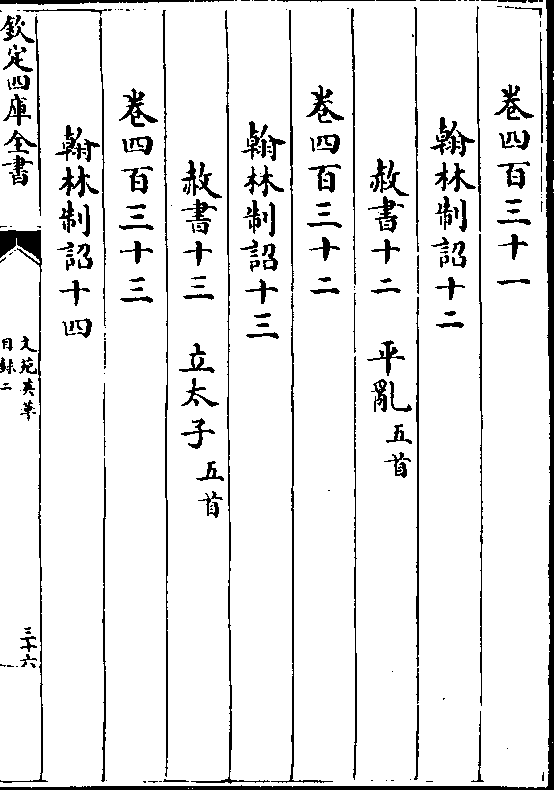 卷四百三十一
翰林制詔十二
赦書十二　平亂五首
卷四百三十二
翰林制詔十三
赦書十三　立太子五首
卷四百三十三
翰林制詔十四
欽定四庫全書
文苑英華
目録二
三十六